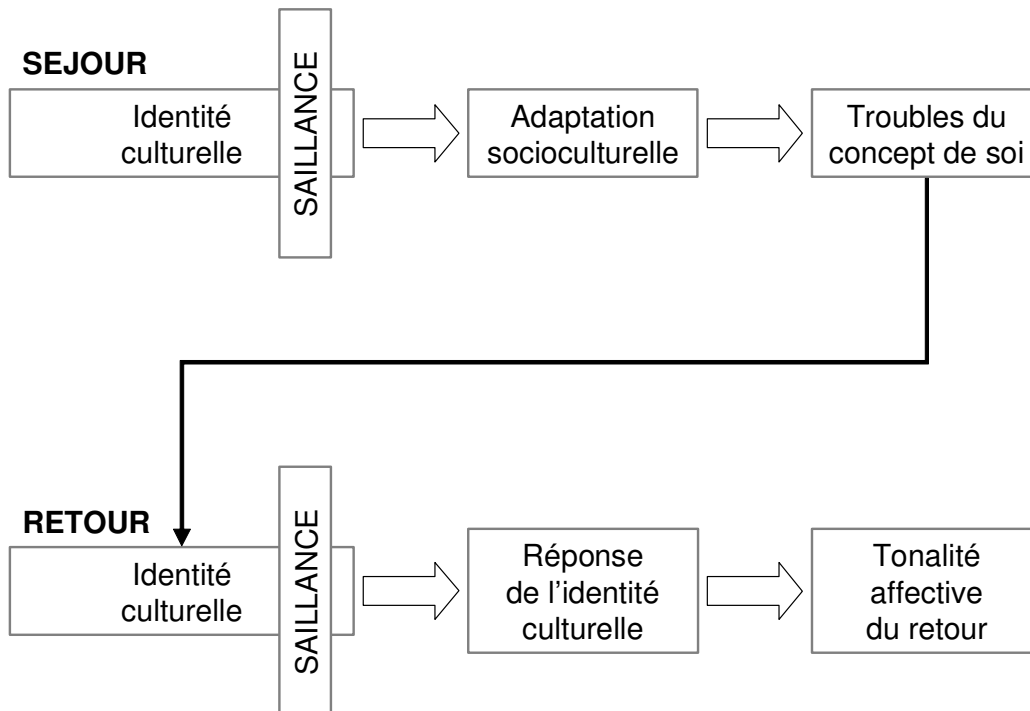 SEJOUR
Identité
culturelle
SAILLANCE
Adaptation
socioculturelle
Troubles du
concept de soi
RETOUR
Identité
culturelle
SAILLANCE
Réponse
de l'identité
culturelle
Tonalité
affective
du retour